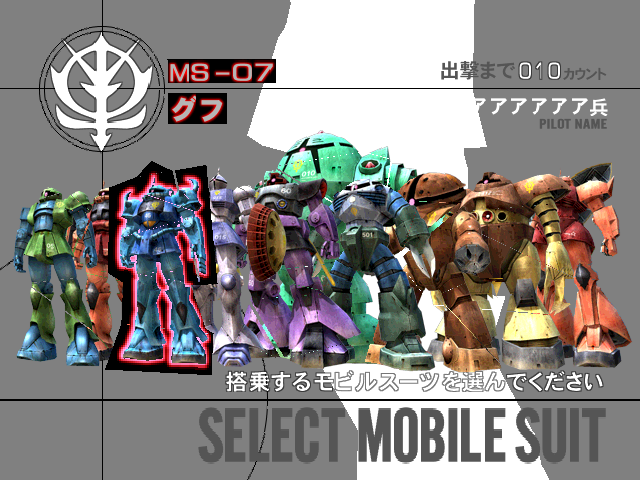 MS-07
グフ
出撃まで010カウント
アアアアアア兵
PILOT NAME
搭乗するモビルスーツを選んでください
SELECT MOBILE SUIT